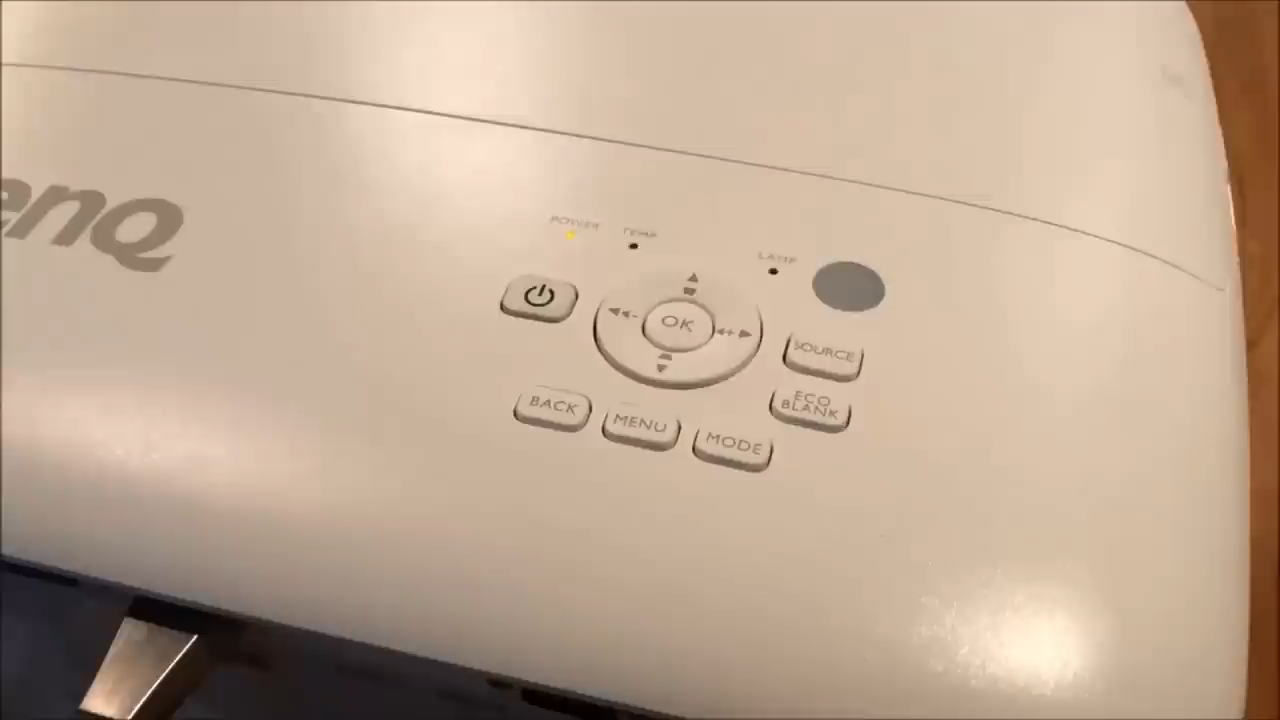 enQ
POWER TEMP
LAMP
OK
SOURCE
ECO
BLANK
BACK
MENU
MODE